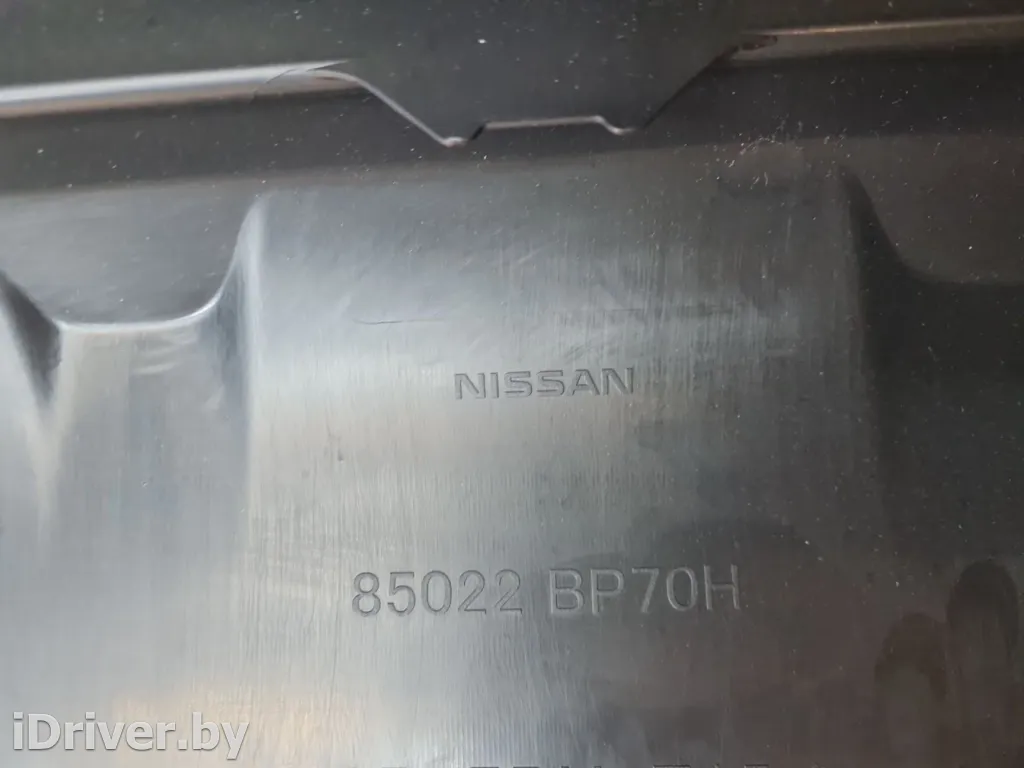 NISSAN
85022 BP70H
iDriver.by